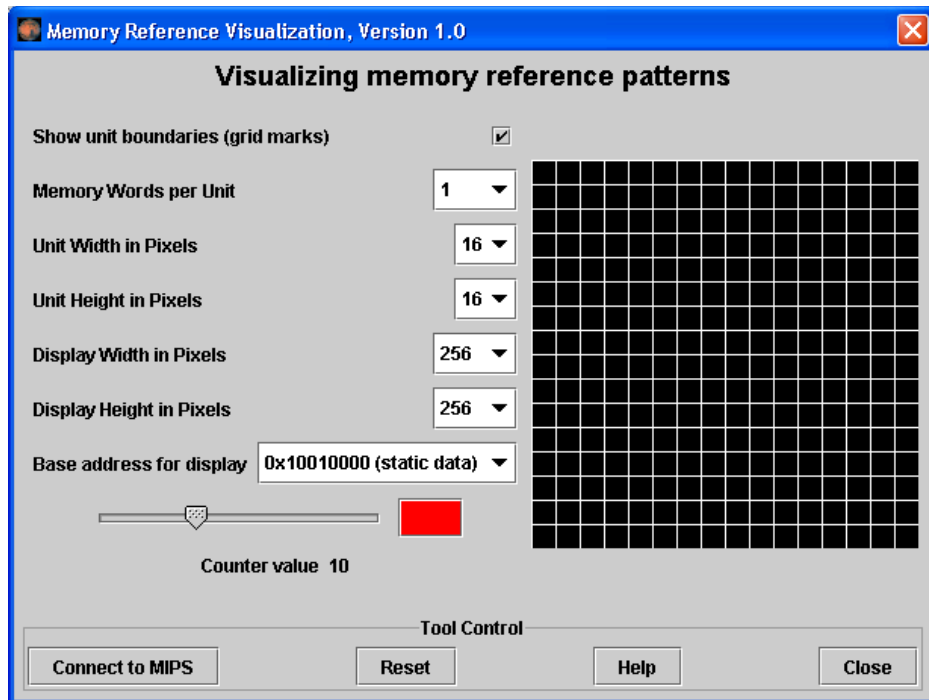 Memory Reference Visualization, Version 1.0
Visualizing memory reference patterns
Show unit boundaries (grid marks)
Memory Words per Unit 1
Unit Width in Pixels 16
Unit Height in Pixels 16
Display Width in Pixels 256
Display Height in Pixels 256
Base address for display 0x10010000 (static data)
Counter value 10
Tool Control
Connect to MIPS Reset Help Close